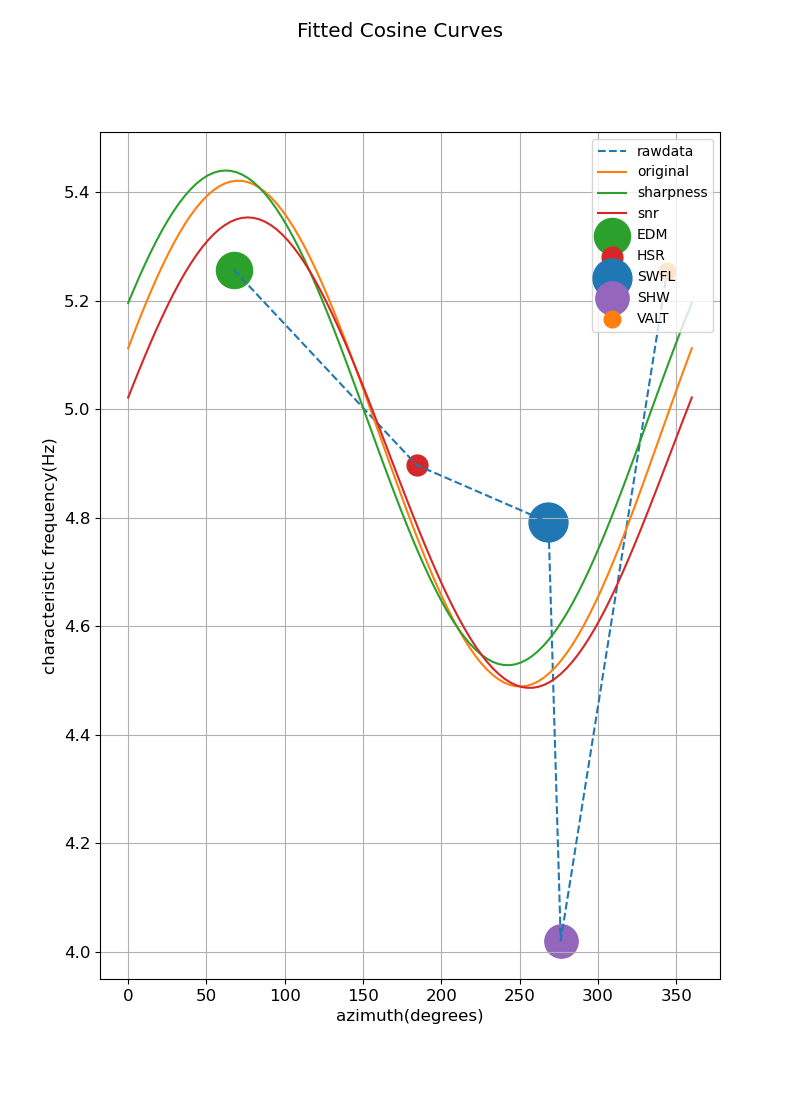 Fitted Cosine Curves
rawdata
original
sharpness
snr
EDM
HSR
SWFL
SHW
VALT
5.4
5.2
5.0
4.8
4.6
4.4
4.2
4.0
characteristic frequency(Hz)
0 50 100 150 200 250 300 350
azimuth(degrees)